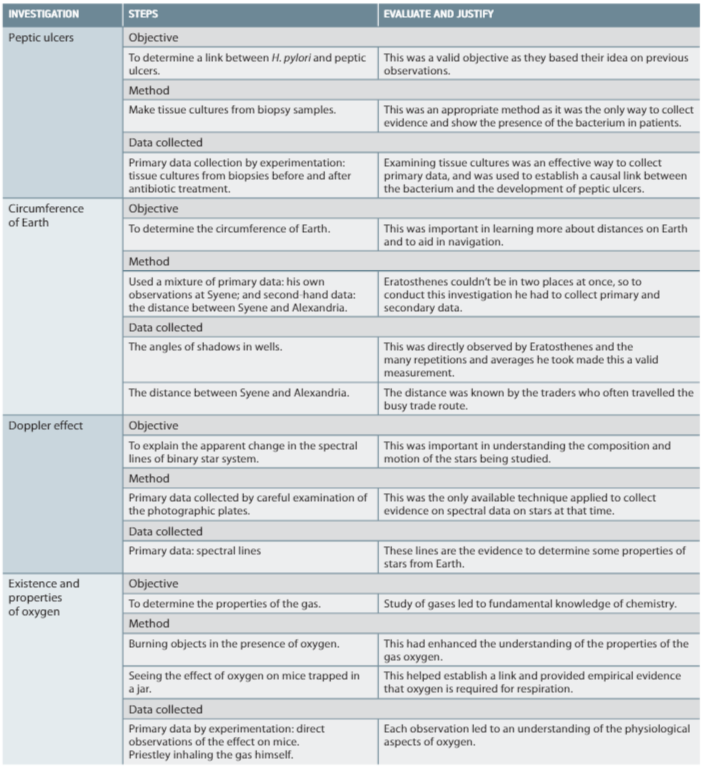 INVESTIGATION STEPS EVALUATE AND JUSTIFY
Peptic ulcers
Objective
To determine a link between H. pylori and peptic
ulcers.
This was a valid objective as they based their idea on previous
observations.
Method
Make tissue cultures from biopsy samples.
This was an appropriate method as it was the only way to collect
evidence and show the presence of the bacterium in patients.
Data collected
Primary data collection by experimentation:
tissue cultures from biopsies before and after
antibiotic treatment.
Examining tissue cultures was an effective way to collect
primary data, and was used to establish a causal link between
the bacterium and the development of peptic ulcers.
Circumference
of Earth
Objective
To determine the circumference of Earth.
This was important in learning more about distances on Earth
and to aid in navigation.
Method
Used a mixture of primary data: his own
observations at Syene; and second-hand data:
the distance between Syene and Alexandria.
Eratosthenes couldn't be in two places at once, so to
conduct this investigation he had to collect primary and
secondary data.
Data collected
The angles of shadows in wells.
This was directly observed by Eratosthenes and the
many repetitions and averages he took made this a valid
measurement.
The distance between Syene and Alexandria.
The distance was known by the traders who often travelled the
busy trade route.
Doppler effect
Objective
To explain the apparent change in the spectral
lines of binary star system.
This was important in understanding the composition and
motion of the stars being studied.
Method
Primary data collected by careful examination of
the photographic plates.
This was the only available technique applied to collect
evidence on spectral data on stars at that time.
Data collected
Primary data: spectral lines
These lines are the evidence to determine some properties of
stars from Earth.
Existence and
properties
of oxygen
Objective
To determine the properties of the gas.
Study of gases led to fundamental knowledge of chemistry.
Method
Burning objects in the presence of oxygen.
This had enhanced the understanding of the properties of the
gas oxygen.
Seeing the effect of oxygen on mice trapped in
a jar.
This helped establish a link and provided empirical evidence
that oxygen is required for respiration.
Data collected
Primary data by experimentation: direct
observations of the effect on mice.
Priestley inhaling the gas himself.
Each observation led to an understanding of the physiological
aspects of oxygen.